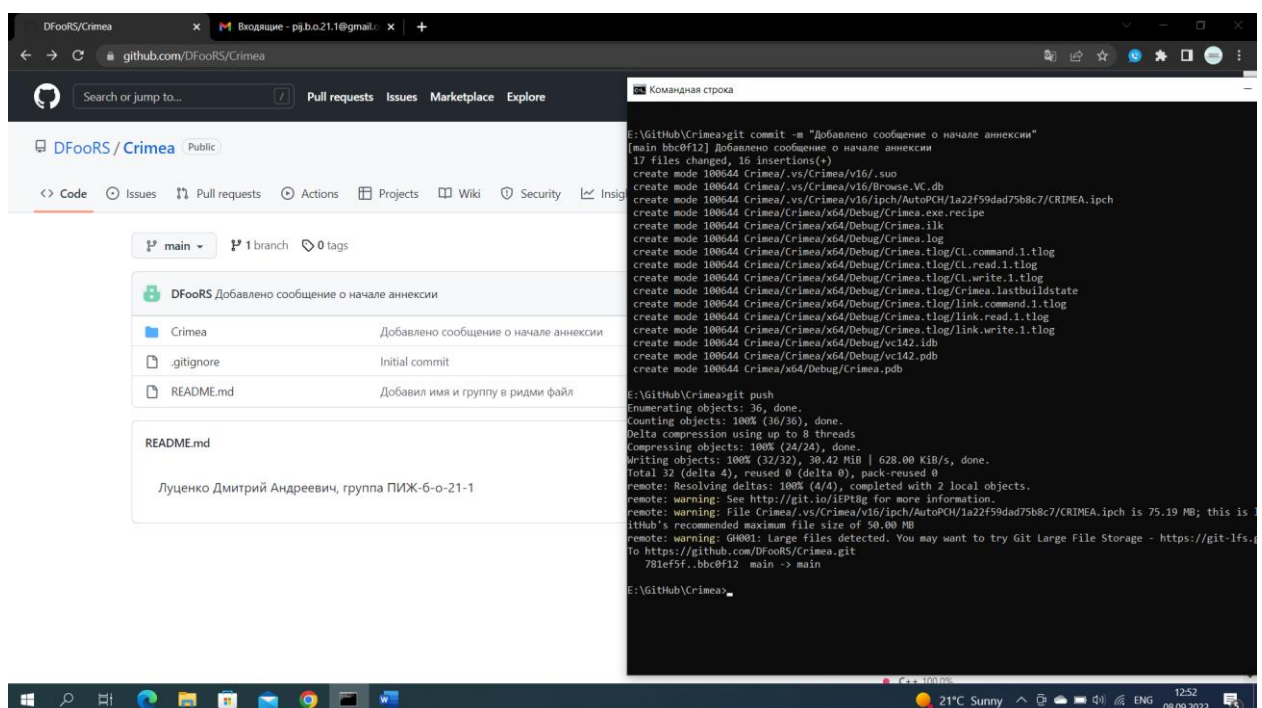 DFooRS/Crimea
Входящие - pij.b.o.21.1@gmail.c
github.com/DFooRS/Crimea
Search or jump to...
/
Pull requests Issues Marketplace Explore
DFooRS / Crimea Public
Code Issues Pull requests Actions Projects Wiki Security Insig
main 1 branch 0 tags
DFooRS Добавлено сообщение о начале аннексии
Crimea Добавлено сообщение о начале аннексии
.gitignore Initial commit
README.md Добавил имя и группу в ридми файл
README.md
Луценко Дмитрий Андреевич, группа ПИЖ-б-о-21-1
Командная строка
E:\GitHub\Crimea>git commit -m "Добавлено сообщение о начале аннексии"
[main bbc0f12] Добавлено сообщение о начале аннексии
17 files changed, 16 insertions(+)
create mode 100644 Crimea/.vs/Crimea/v16/.suo
create mode 100644 Crimea/.vs/Crimea/v16/Browse.VC.db
create mode 100644 Crimea/.vs/Crimea/v16/ipch/AutoPCH/1a22f59dad75b8c7/CRIMEA.ipch
create mode 100644 Crimea/Crimea/x64/Debug/Crimea.exe.recipe
create mode 100644 Crimea/Crimea/x64/Debug/Crimea.ilk
create mode 100644 Crimea/Crimea/x64/Debug/Crimea.log
create mode 100644 Crimea/Crimea/x64/Debug/Crimea.tlog/CL.command.1.tlog
create mode 100644 Crimea/Crimea/x64/Debug/Crimea.tlog/CL.read.1.tlog
create mode 100644 Crimea/Crimea/x64/Debug/Crimea.tlog/CL.write.1.tlog
create mode 100644 Crimea/Crimea/x64/Debug/Crimea.tlog/Crimea.lastbuildstate
create mode 100644 Crimea/Crimea/x64/Debug/Crimea.tlog/link.command.1.tlog
create mode 100644 Crimea/Crimea/x64/Debug/Crimea.tlog/link.read.1.tlog
create mode 100644 Crimea/Crimea/x64/Debug/Crimea.tlog/link.write.1.tlog
create mode 100644 Crimea/Crimea/x64/Debug/vc142.idb
create mode 100644 Crimea/Crimea/x64/Debug/vc142.pdb
create mode 100644 Crimea/x64/Debug/Crimea.pdb
E:\GitHub\Crimea>git push
Enumerating objects: 36, done.
Counting objects: 100% (36/36), done.
Delta compression using up to 8 threads
Compressing objects: 100% (24/24), done.
Writing objects: 100% (32/32), 30.42 MiB | 628.00 KiB/s, done.
Total 32 (delta 4), reused 0 (delta 0), pack-reused 0
remote: Resolving deltas: 100% (4/4), completed with 2 local objects.
remote: warning: See http://git.io/iEPt8g for more information.
remote: warning: File Crimea/.vs/Crimea/v16/ipch/AutoPCH/1a22f59dad75b8c7/CRIMEA.ipch is 75.19 MB; this is
itHub's recommended maximum file size of 50.00 MB
remote: warning: GH001: Large files detected. You may want to try Git Large File Storage - https://git-lfs.g
To https://github.com/DFooRS/Crimea.git
781ef5f..bbc0f12 main -> main
E:\GitHub\Crimea>
C++ 100.0%
21°C Sunny ENG 12:52
08.09.2022